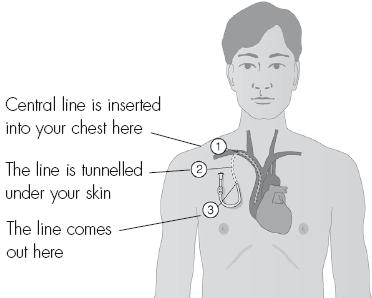 Central line is inserted
into your chest here
1
The line is tunnelled
under your skin
2
The line comes
out here
3